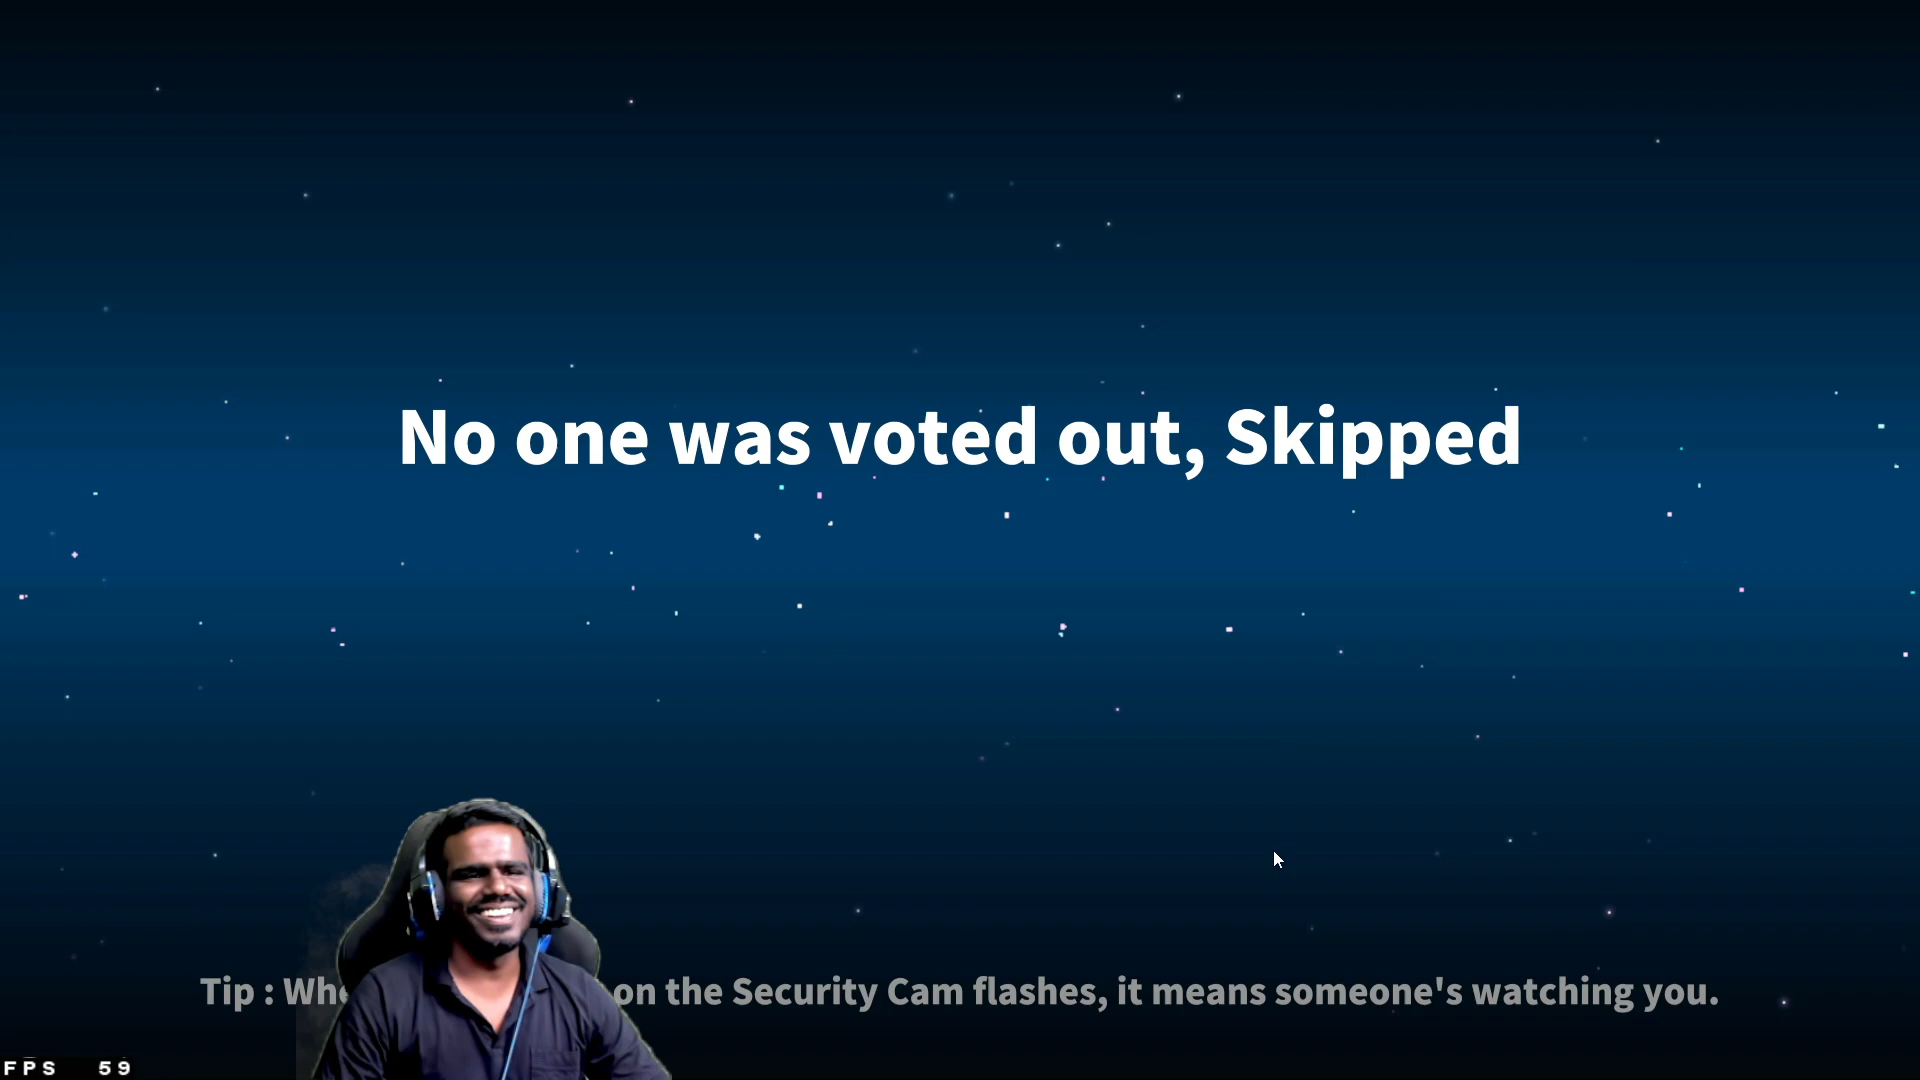 No one was voted out, Skipped
Tip : on the Security Cam flashes, it means someone's watching you.
FPS 59